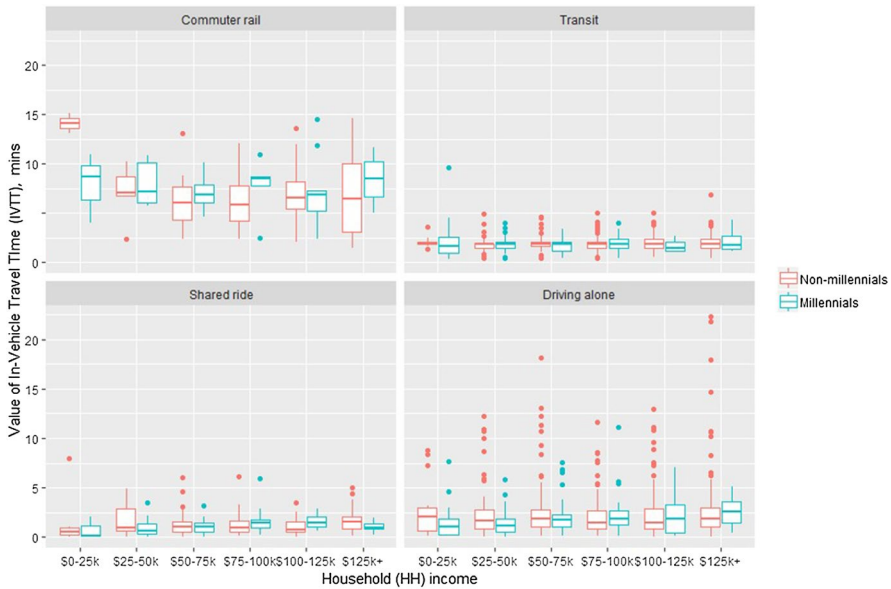 Commuter rail
Transit
20
15
10
0
Shared ride
Driving alone
20
15
10
5
0
$0-25k $25-50k $50-75k $75-100k $100-125k $125k+
$0-25k $25-50k $50-75k $75-100k $100-125k $125k+
Household (HH) income
Value of In-Vehicle Travel Time (IVTT), mins
Non-millennials
Millennials